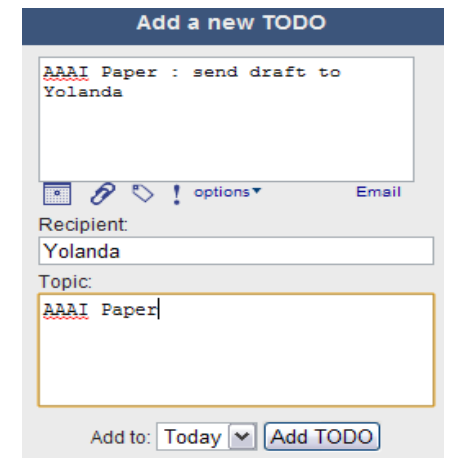 Add a new TODO
AAAI Paper : send draft to
Yolanda
! options Email
Recipient:
Yolanda
Topic:
AAAI Paper
Add to: Today Add TODO